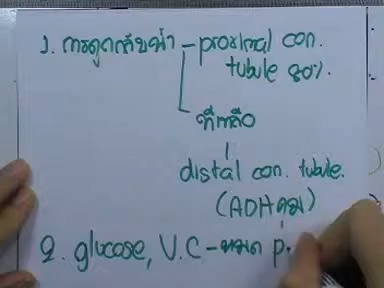 1. การดูดกลับน้ำ - proximal con.
tubule 80%.
ที่เหลือ
distal con. tubule.
(ADH คุม)
2. glucose, V.C - หมด p.